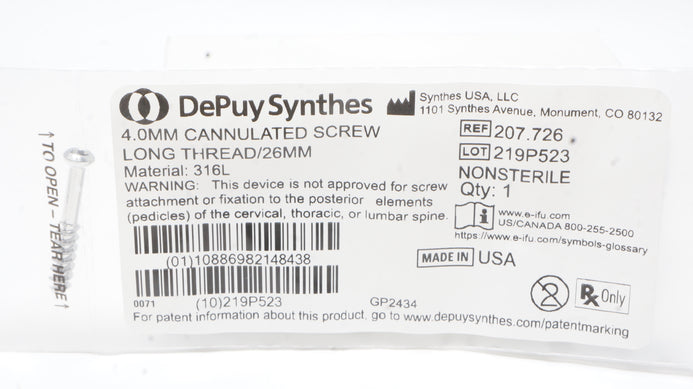 DePuy Synthes
Synthes USA, LLC
1101 Synthes Avenue, Monument, CO 80132
4.0MM CANNULATED SCREW
LONG THREAD/26MM
Material: 316L
REF 207.726
LOT 219P523
NONSTERILE
Qty: 1
WARNING: This device is not approved for screw
attachment or fixation to the posterior elements
(pedicles) of the cervical, thoracic, or lumbar spine.
www.e-ifu.com
US/CANADA 800-255-2500
https://www.e-ifu.com/symbols-glossary
(01)10886982148438
MADE IN USA
0071
(10)219P523
GP2434
2
Rx Only
For patent information about this product, go to www.depuysynthes.com/patentmarking
↑ TO OPEN – TEAR HERE ↑